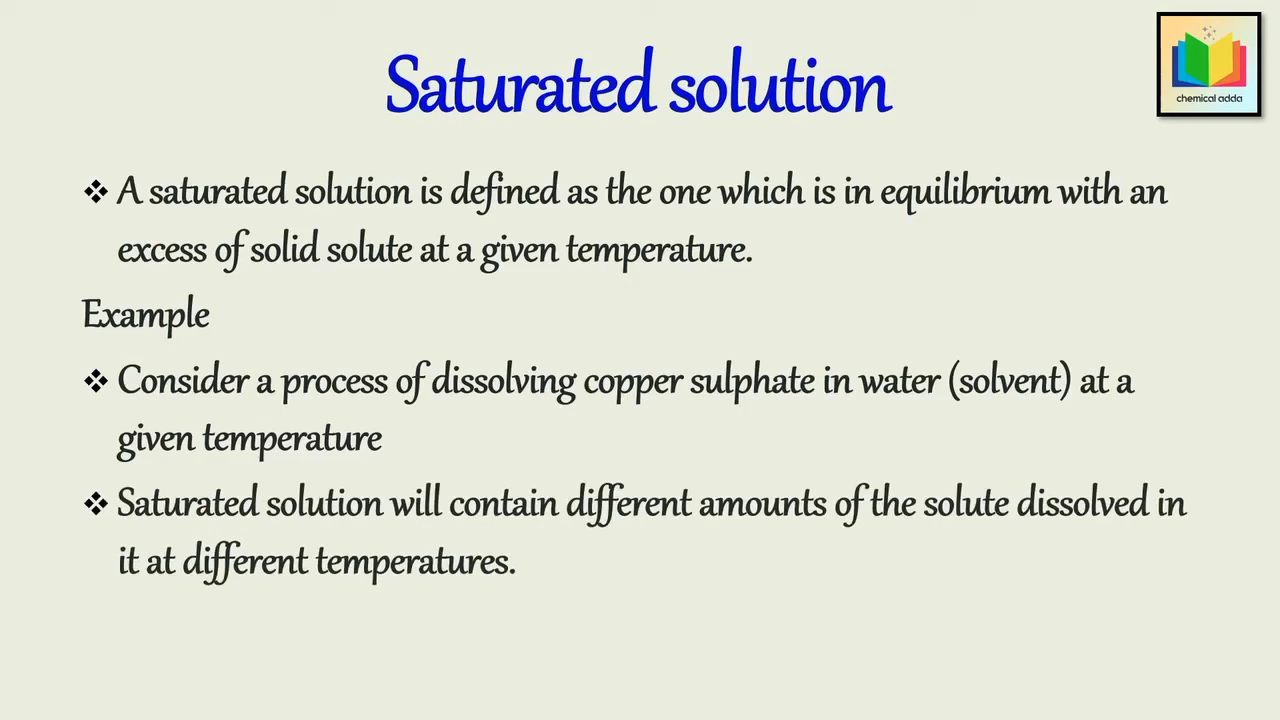 Saturated solution
chemical adda
❖ A saturated solution is defined as the one which is in equilibrium with an
excess of solid solute at a given temperature.
Example
❖ Consider a process of dissolving copper sulphate in water (solvent) at a
given temperature
❖ Saturated solution will contain different amounts of the solute dissolved in
it at different temperatures.